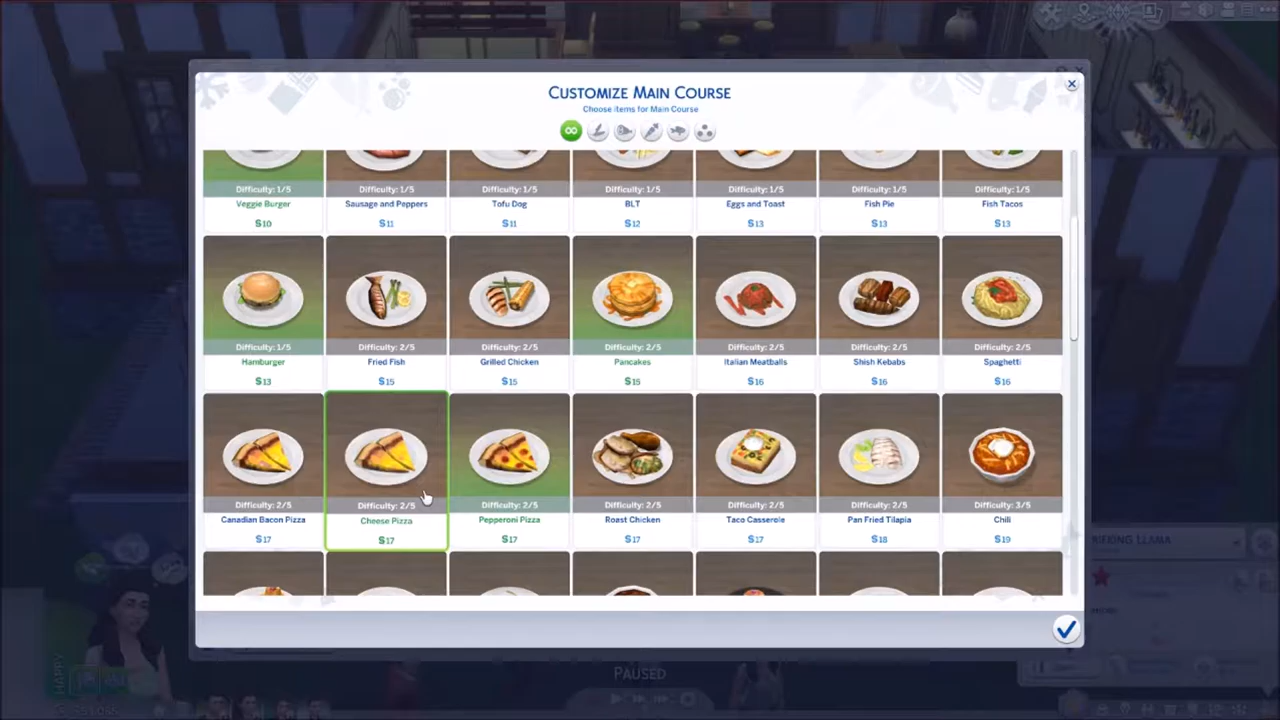 CUSTOMIZE MAIN COURSE
Choose items for Main Course
Difficulty: 1/5 Difficulty: 1/5 Difficulty: 1/5 Difficulty: 1/5 Difficulty: 1/5 Difficulty: 1/5 Difficulty: 1/5
Veggie Burger Sausage and Peppers Tofu Dog BLT Eggs and Toast Fish Pie Fish Tacos
$10 $11 $11 $12 $13 $13 $13
Difficulty: 1/5 Difficulty: 2/5 Difficulty: 2/5 Difficulty: 2/5 Difficulty: 2/5 Difficulty: 2/5 Difficulty: 2/5
Hamburger Fried Fish Grilled Chicken Pancakes Italian Meatballs Shish Kebabs Spaghetti
$13 $15 $15 $15 $16 $16 $16
Difficulty: 2/5 Difficulty: 2/5 Difficulty: 2/5 Difficulty: 2/5 Difficulty: 2/5 Difficulty: 2/5 Difficulty: 3/5
Canadian Bacon Pizza Cheese Pizza Pepperoni Pizza Roast Chicken Taco Casserole Pan Fried Tilapia Chili
$17 $17 $17 $17 $17 $18 $19
LLAMA
HAPPY
PAUSED